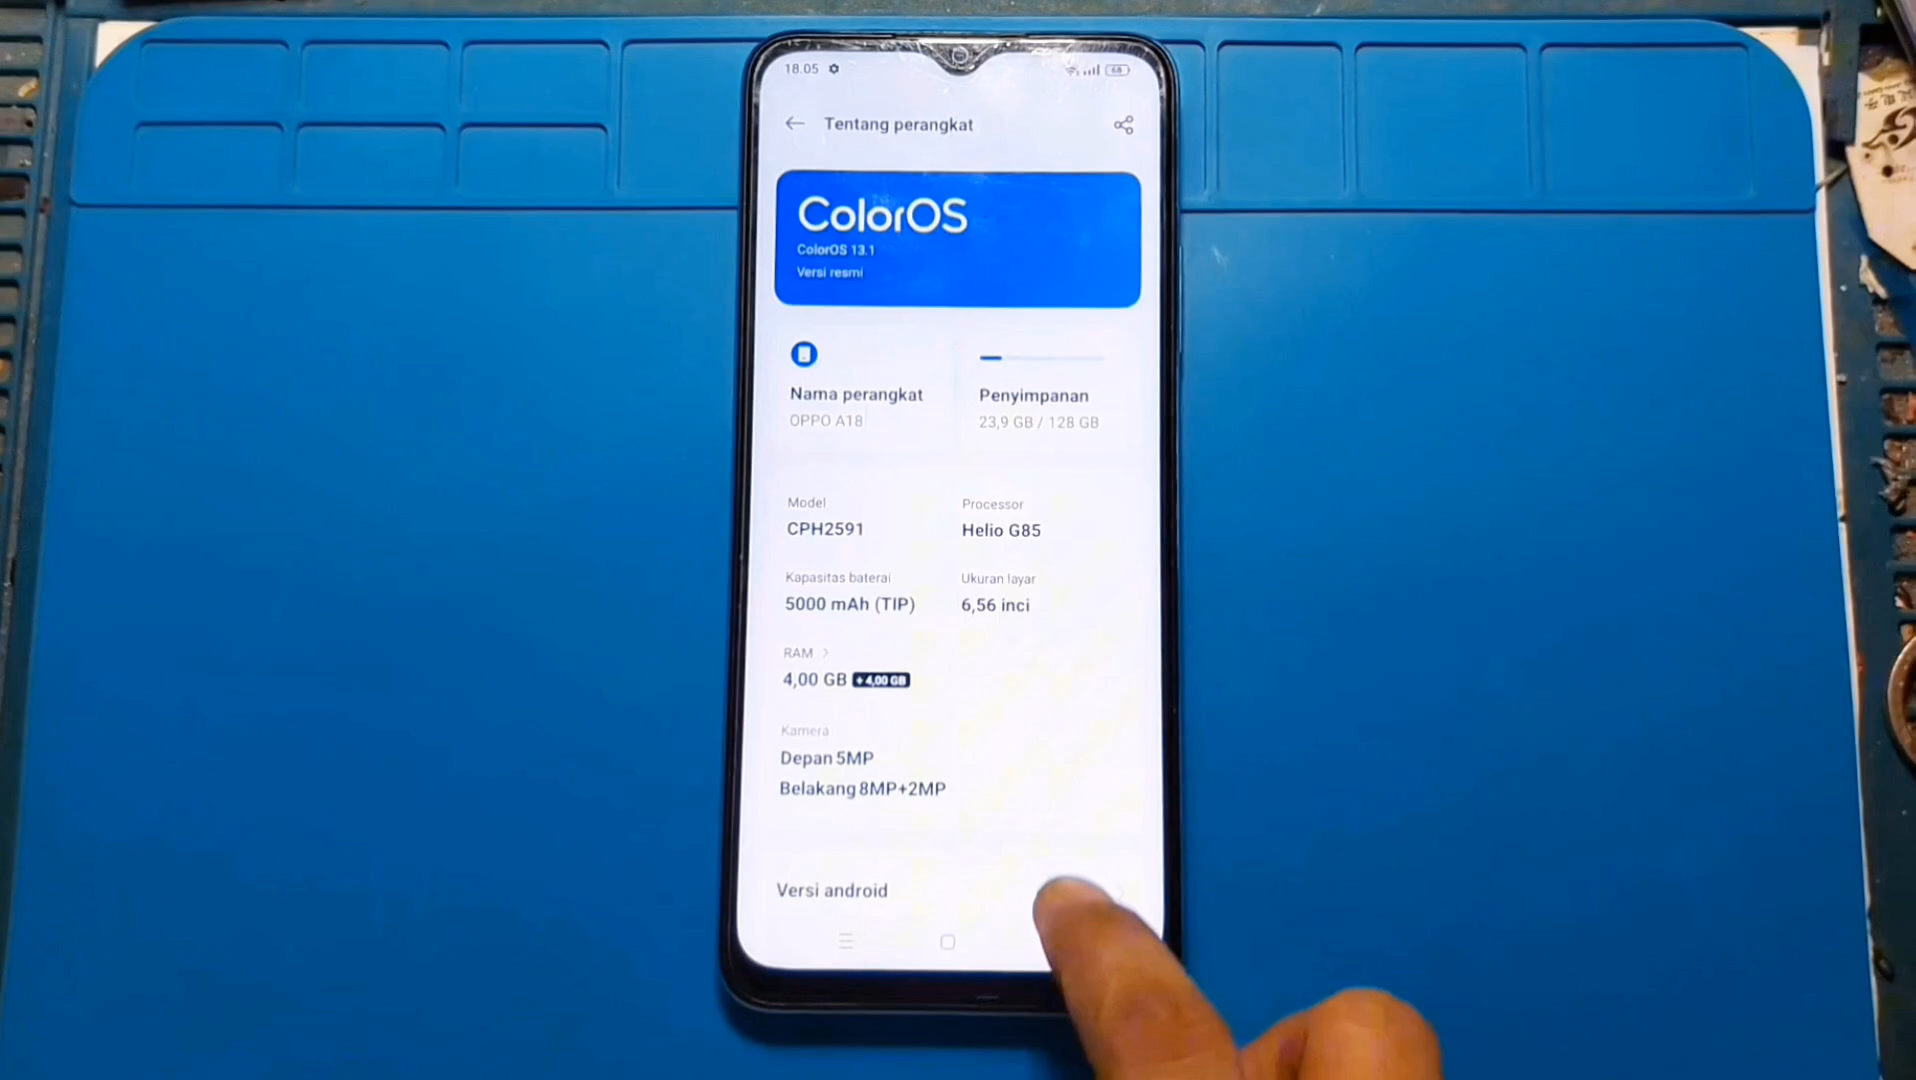 18.05
68
Tentang perangkat
ColorOS
ColorOS 13.1
Versi resmi
Nama perangkat
OPPO A18
Penyimpanan
23,9 GB / 128 GB
Model
CPH2591
Processor
Helio G85
Kapasitas baterai
5000 mAh (TIP)
Ukuran layar
6,56 inci
RAM >
4,00 GB +4,00 GB
Kamera
Depan 5MP
Belakang 8MP+2MP
Versi android